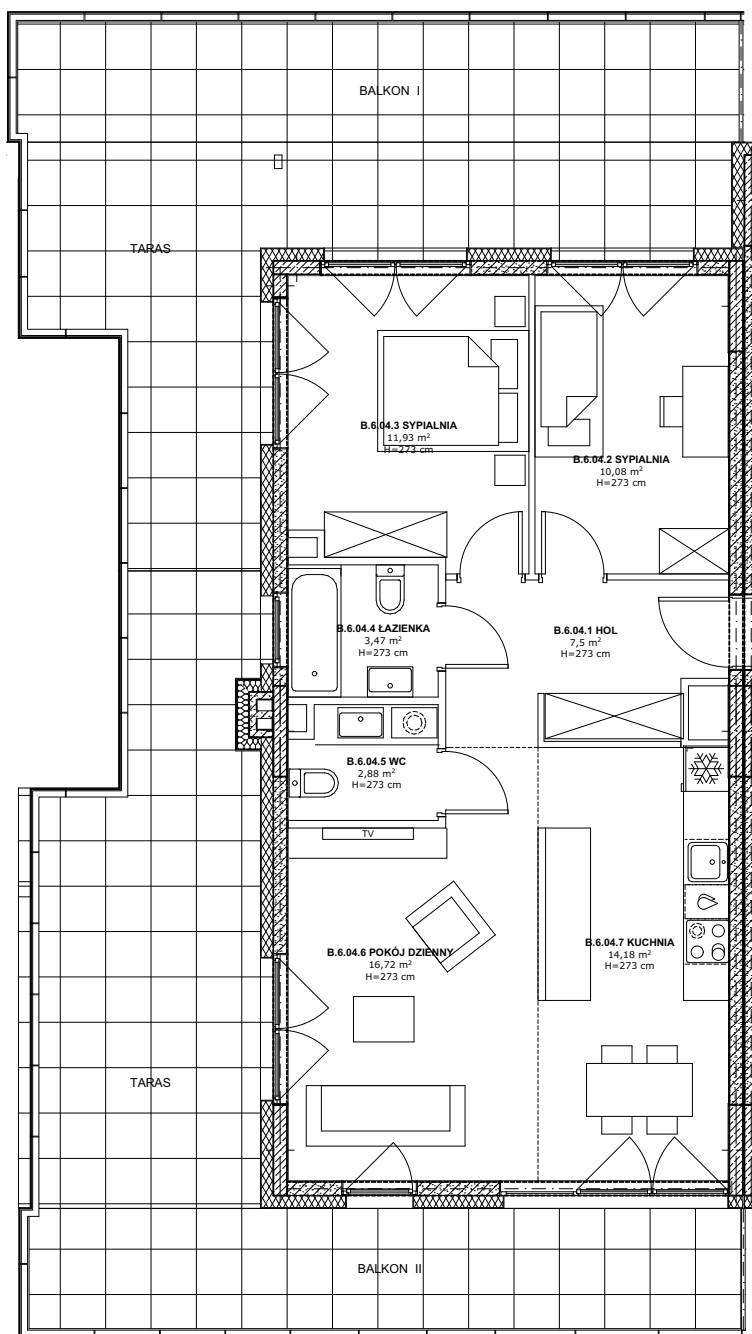 BALKON I
TARAS
B.6.04.3 SYPIALNIA
11,93 m²
H=273 cm
B.6.04.2 SYPIALNIA
10,08 m²
H=273 cm
B.6.04.4 ŁAZIENKA
3,47 m²
H=273 cm
B.6.04.1 HOL
7,5 m²
H=273 cm
B.6.04.5 WC
2,88 m²
H=273 cm
TV
B.6.04.6 POKÓJ DZIENNY
16,72 m²
H=273 cm
B.6.04.7 KUCHNIA
14,18 m²
H=273 cm
TARAS
BALKON II